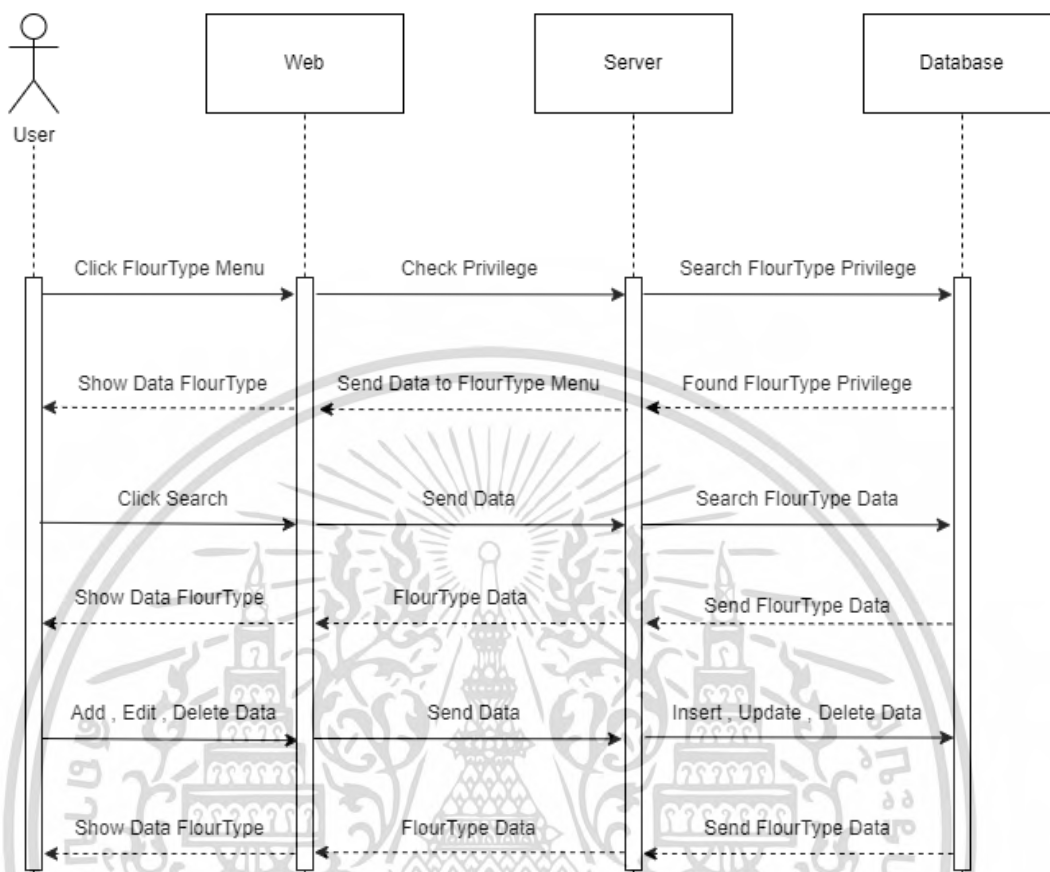 Web
Server
Database
User
Click FlourType Menu
Check Privilege
Search FlourType Privilege
Show Data FlourType
Send Data to FlourType Menu
Found FlourType Privilege
Click Search
Send Data
Search FlourType Data
Show Data FlourType
FlourType Data
Send FlourType Data
Add , Edit , Delete Data
Send Data
Insert , Update , Delete Data
Show Data FlourType
FlourType Data
Send FlourType Data